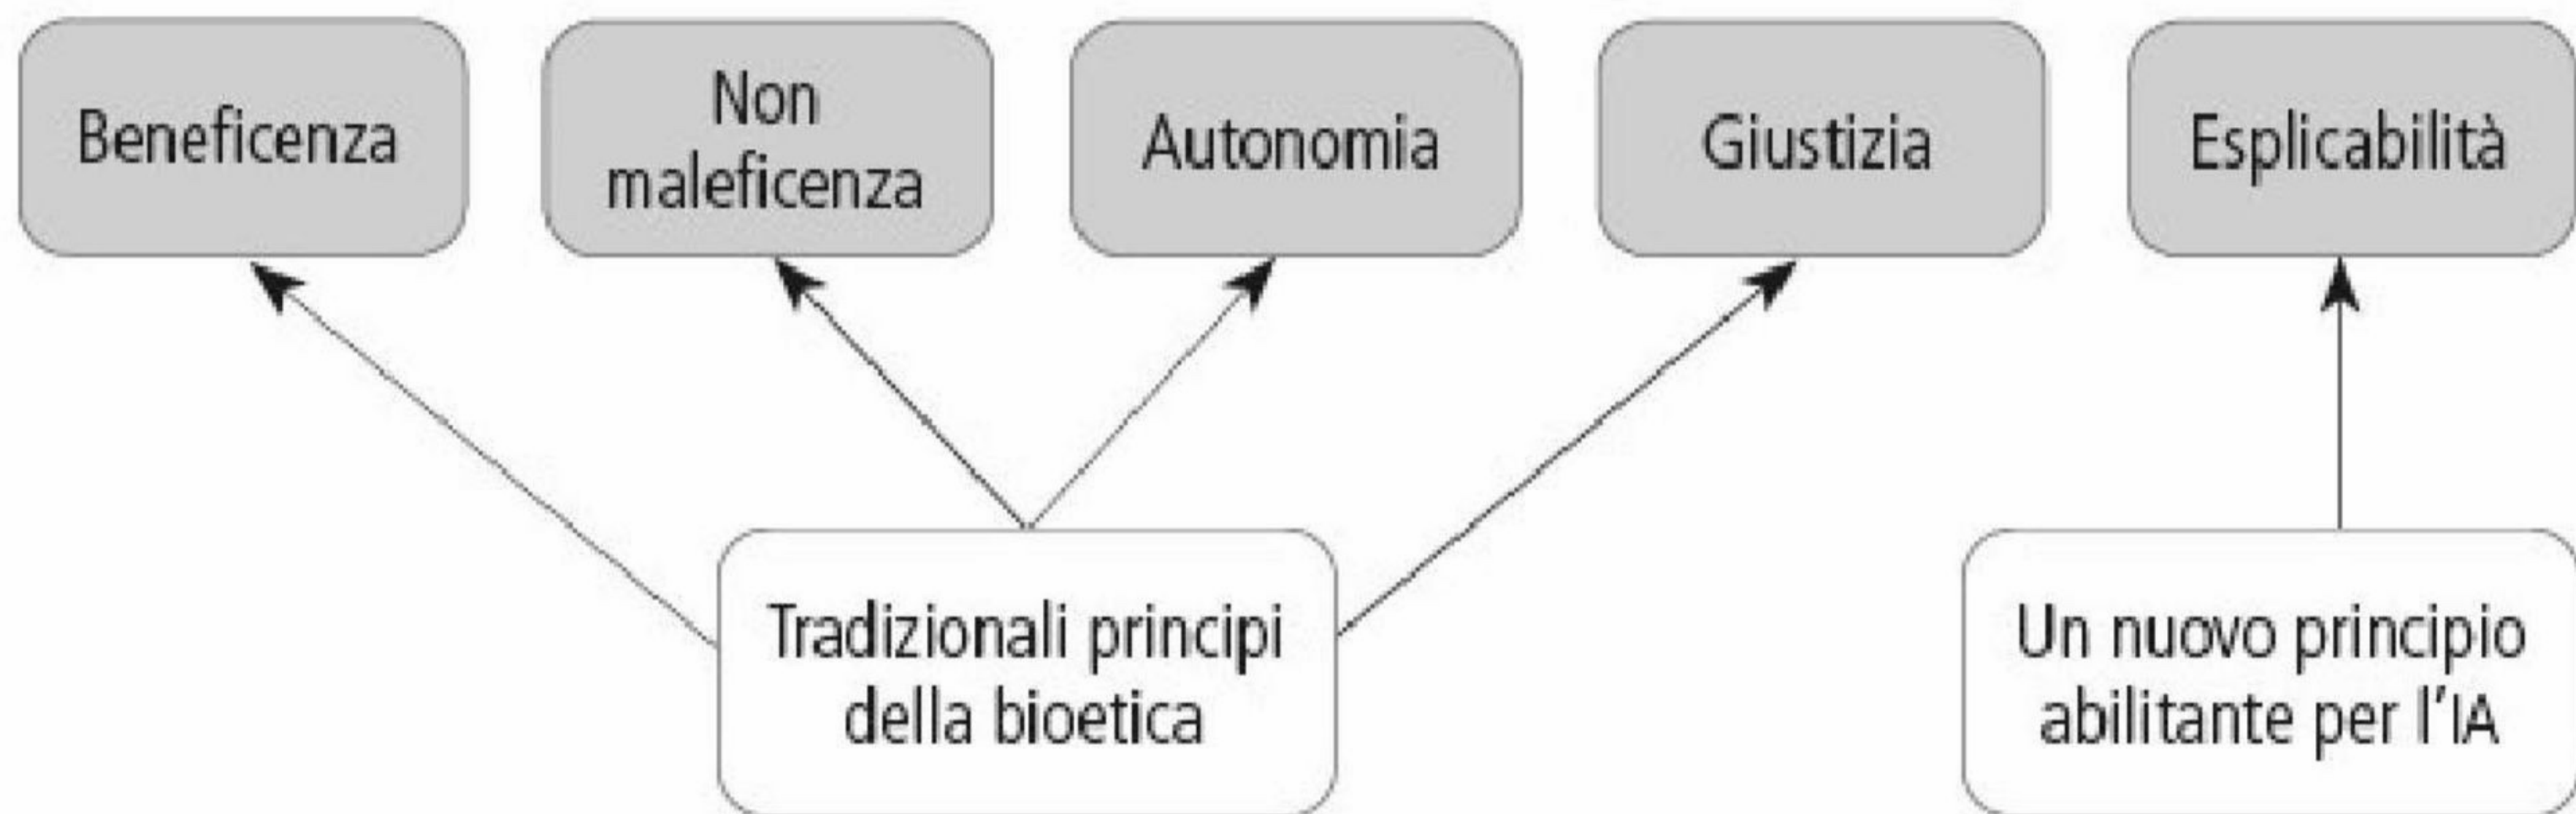 Beneficenza
Non
maleficenza
Autonomia
Giustizia
Esplicabilità
Tradizionali principi
della bioetica
Un nuovo principio
abilitante per l'IA